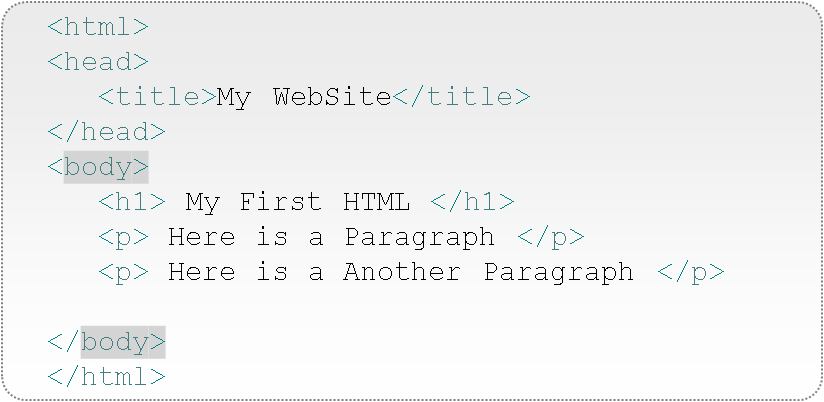 <html>
<head>
<title>My WebSite</title>
</head>
<body>
<h1> My First HTML </h1>
<p> Here is a Paragraph </p>
<p> Here is a Another Paragraph </p>
</body>
</html>